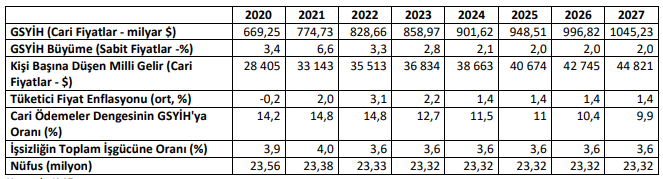 2020 2021 2022 2023 2024 2025 2026 2027
GSYİH (Cari Fiyatlar - milyar $) 669,25 774,73 828,66 858,97 901,62 948,51 996,82 1045,23
GSYİH Büyüme (Sabit Fiyatlar -%) 3,4 6,6 3,3 2,8 2,1 2,0 2,0 2,0
Kişi Başına Düşen Milli Gelir (Cari 28 405 33 143 35 513 36 834 38 663 40 674 42 745 44 821
Fiyatlar - $)
Tüketici Fiyat Enflasyonu (ort, %) -0,2 2,0 3,1 2,2 1,4 1,4 1,4 1,4
Cari Ödemeler Dengesinin GSYİH'ya 14,2 14,8 14,8 12,7 11,5 11 10,4 9,9
Oranı (%)
İşsizliğin Toplam İşgücüne Oranı (%) 3,9 4,0 3,6 3,6 3,6 3,6 3,6 3,6
Nüfus (milyon) 23,56 23,38 23,33 23,32 23,32 23,32 23,32 23,32